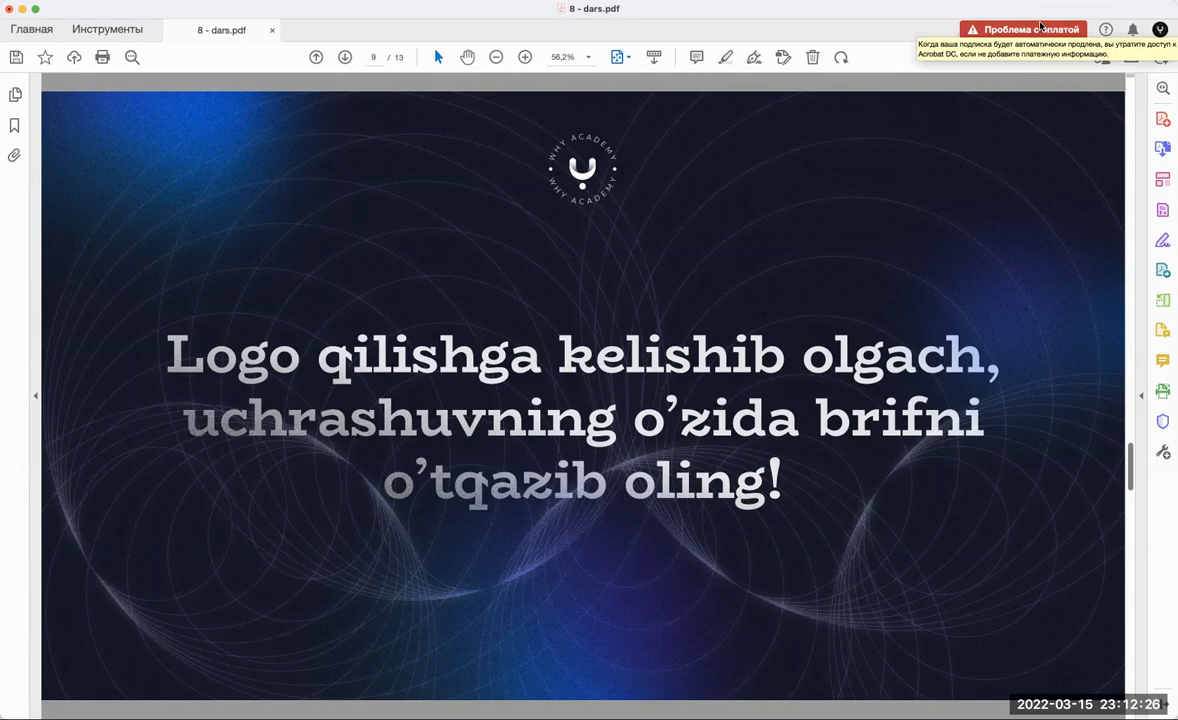 8 - dars.pdf
Главная
Инструменты
8 - dars.pdf
×
Проблема с оплатой
Когда ваша подписка будет автоматически продлена, вы утратите доступ к
Acrobat DC, если не добавите платежную информацию.
9 / 13
56,2%
WHY ACADEMY
WHY ACADEMY
Logo qilishga kelishib olgach,
uchrashuvning o’zida brifni
o’tqazib oling!
2022-03-15 23:12:26